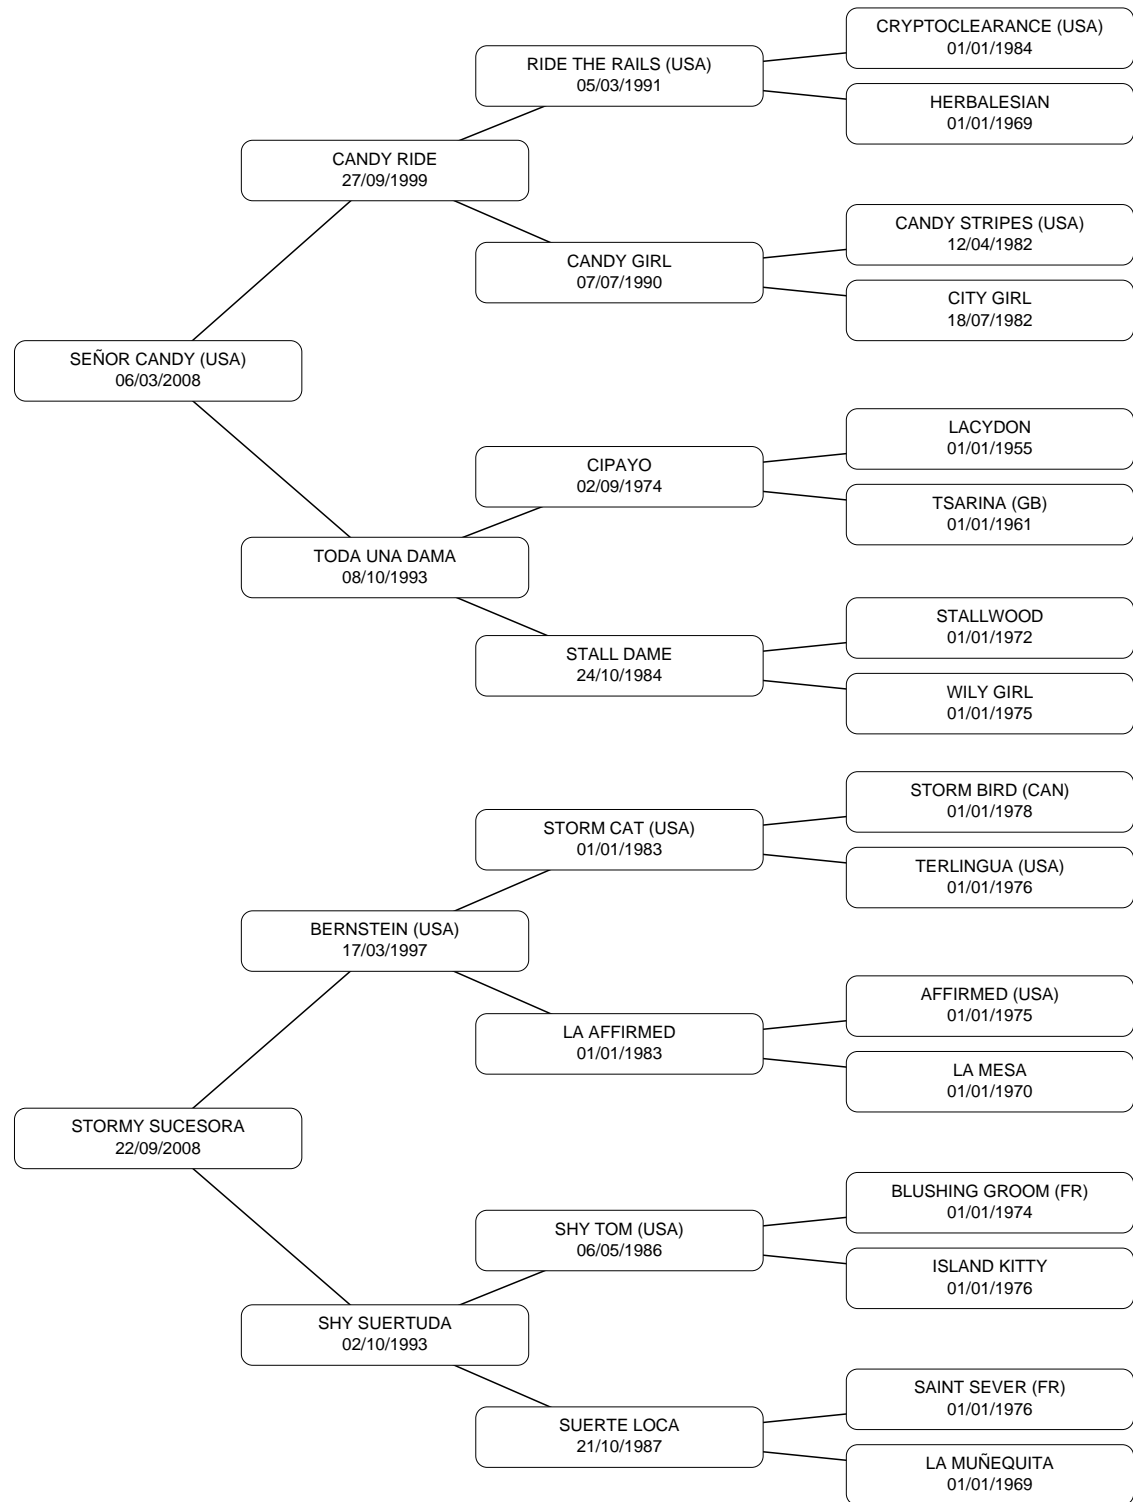 CRYPTOCLEARANCE (USA)
01/01/1984
RIDE THE RAILS (USA)
05/03/1991
HERBALESIAN
01/01/1969
CANDY RIDE
27/09/1999
CANDY STRIPES (USA)
12/04/1982
CANDY GIRL
07/07/1990
CITY GIRL
18/07/1982
SEÑOR CANDY (USA)
06/03/2008
LACYDON
01/01/1955
CIPAYO
02/09/1974
TSARINA (GB)
01/01/1961
TODA UNA DAMA
08/10/1993
STALLWOOD
01/01/1972
STALL DAME
24/10/1984
WILY GIRL
01/01/1975
STORM BIRD (CAN)
01/01/1978
STORM CAT (USA)
01/01/1983
TERLINGUA (USA)
01/01/1976
BERNSTEIN (USA)
17/03/1997
AFFIRMED (USA)
01/01/1975
LA AFFIRMED
01/01/1983
LA MESA
01/01/1970
STORMY SUCESORA
22/09/2008
BLUSHING GROOM (FR)
01/01/1974
SHY TOM (USA)
06/05/1986
ISLAND KITTY
01/01/1976
SHY SUERTUDA
02/10/1993
SAINT SEVER (FR)
01/01/1976
SUERTE LOCA
21/10/1987
LA MUÑEQUITA
01/01/1969